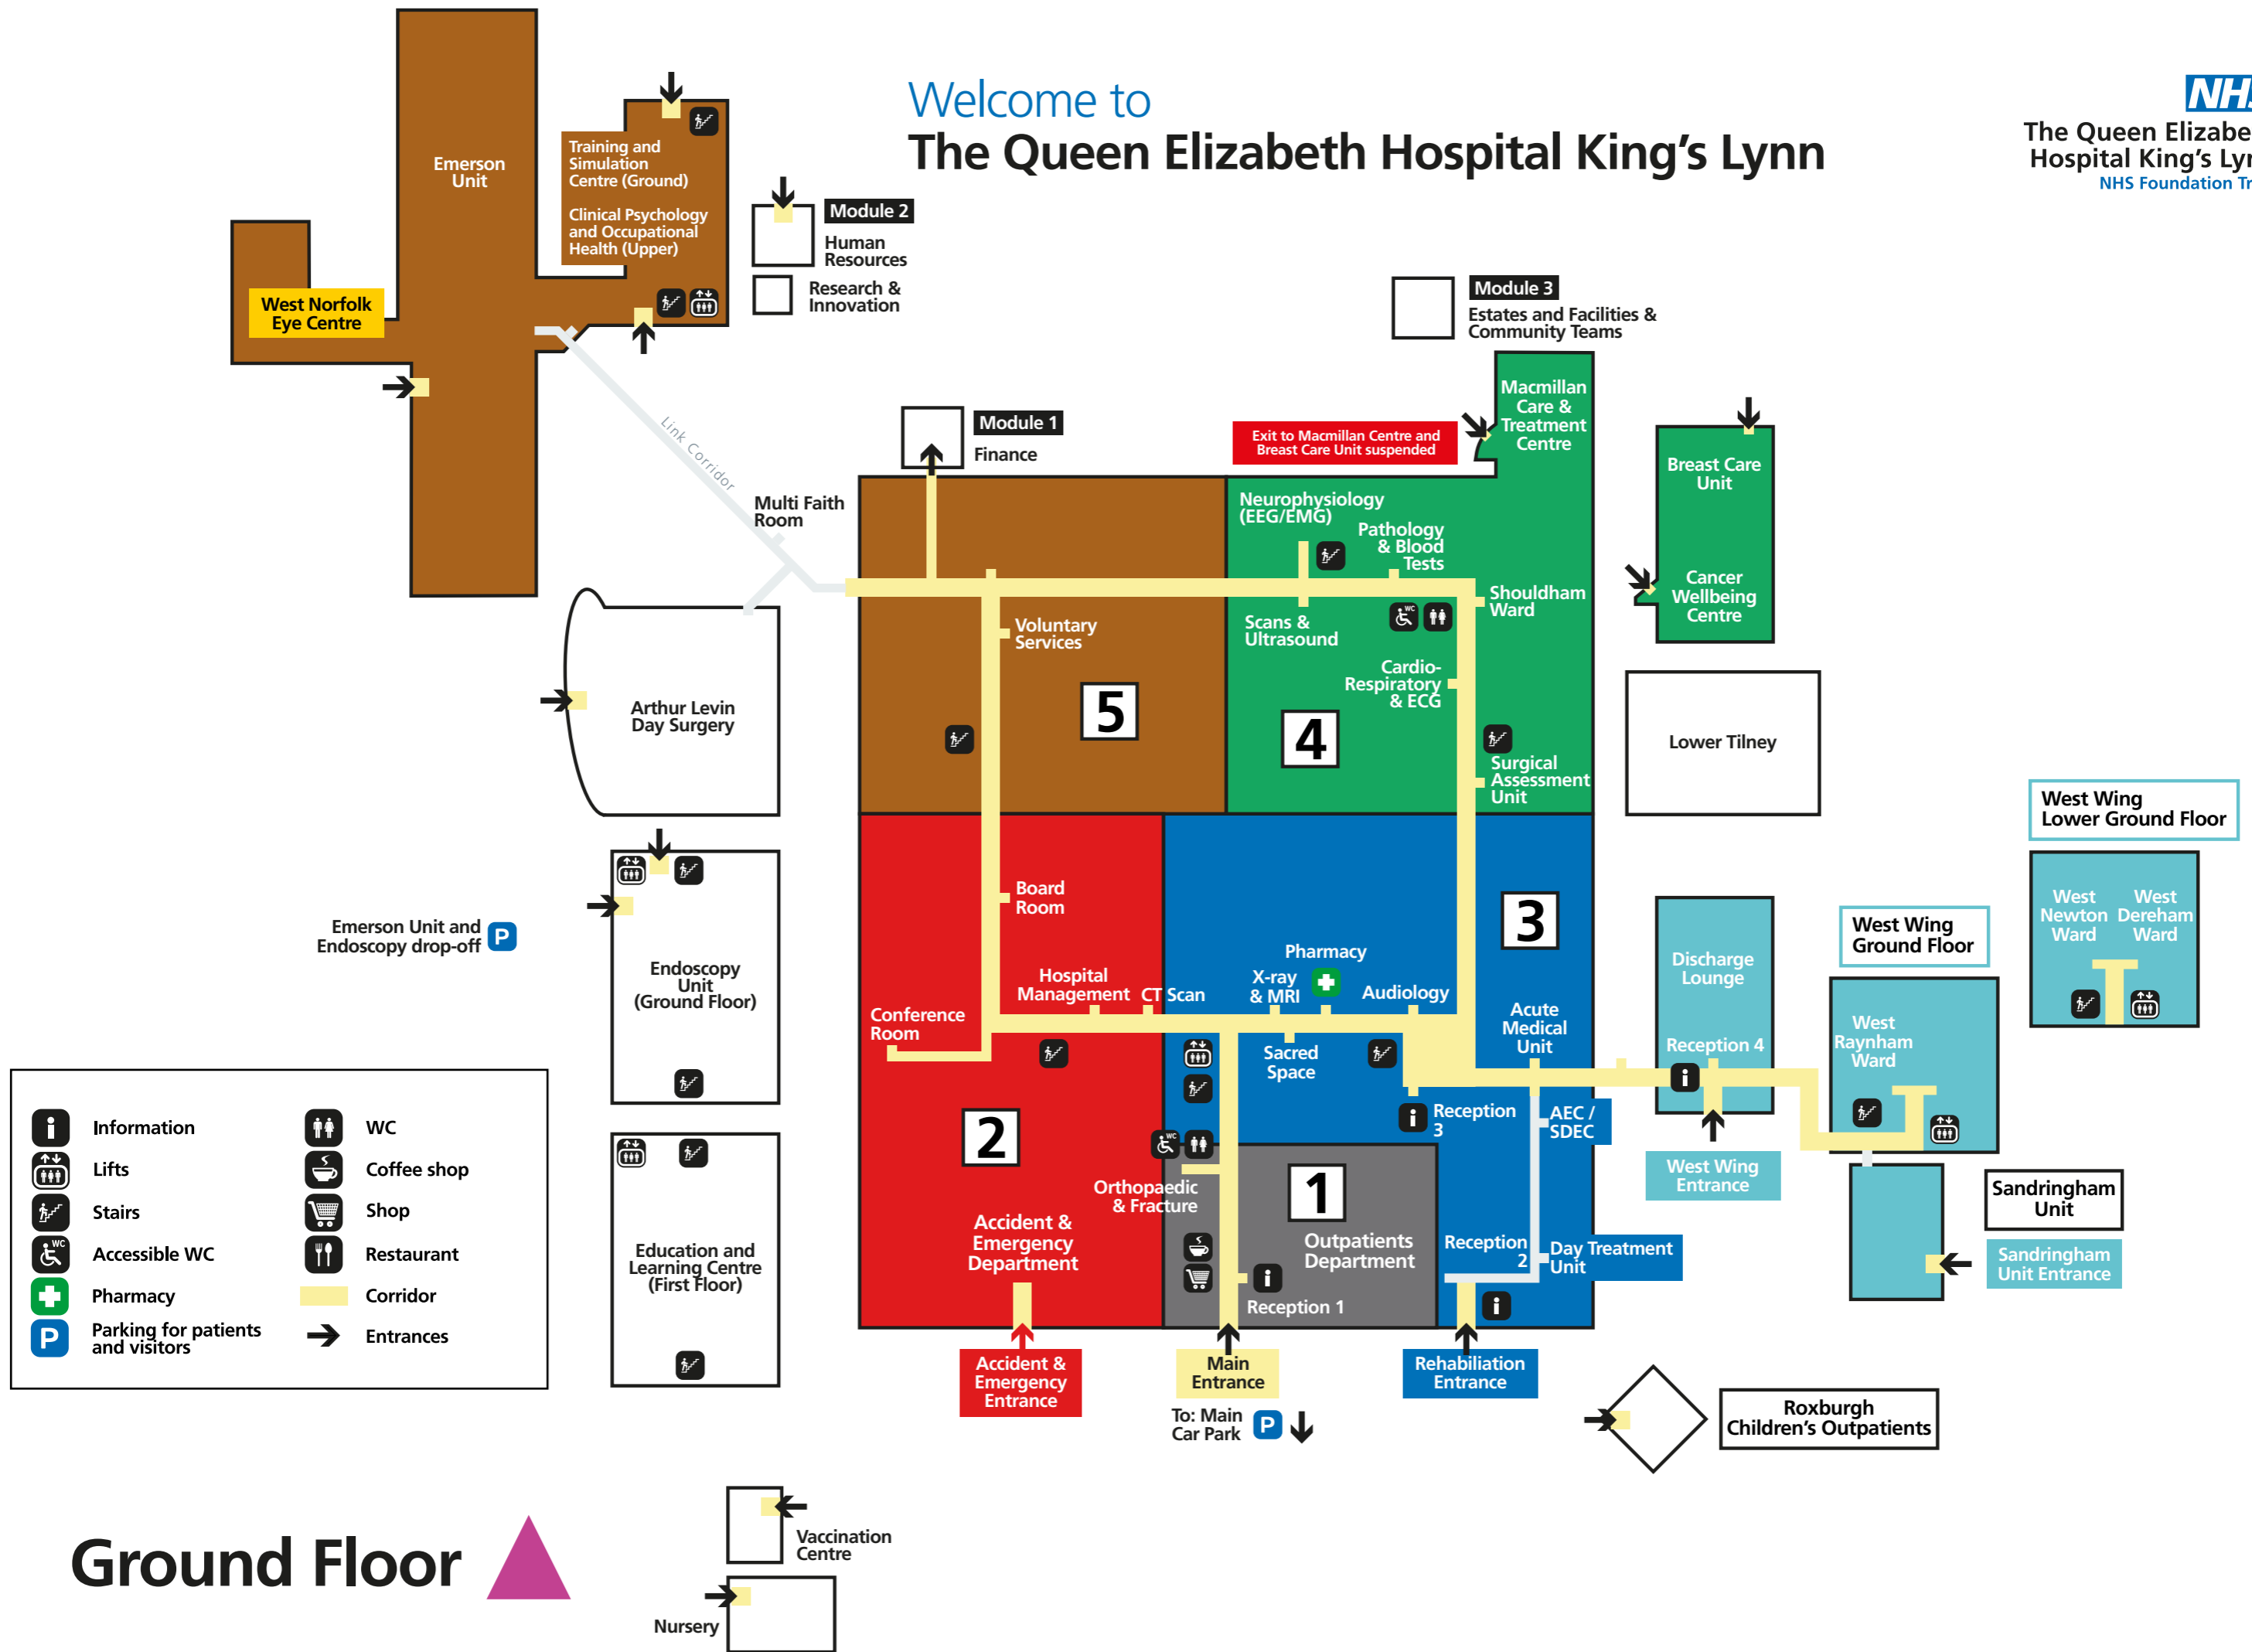 Welcome to
The Queen Elizabeth Hospital King's Lynn
NHS
Hospital King's
NHS Foundation
The Queen
Emerson
Unit
Training and
Simulation
Centre (Ground)
Clinical Psychology
and Occupational
Health (Upper)
Module 2
Human
Resources
Research &
Innovation
West Norfolk
Eye Centre
Module 3
Estates and Facilities &
Community Teams
Link Corridor
Multi Faith
Room
Module 1
Finance
Exit to Macmillan Centre and
Breast Care Unit suspended
Macmillan
Care &
Treatment
Centre
Breast Care
Unit
Cancer
Wellbeing
Centre
Neurophysiology
(EEG/EMG)
Pathology
& Blood
Tests
Shouldham
Ward
WC
Scans &
Ultrasound
Cardio-
Respiratory
& ECG
Voluntary
Services
5
4
Surgical
Assessment
Unit
Arthur Levin
Day Surgery
Lower Tilney
West Wing
Lower Ground Floor
West
Newton
Ward
West
Dereham
Ward
West Wing
Ground Floor
West
Raynham
Ward
Discharge
Lounge
Reception 4
i
West Wing
Entrance
Sandringham
Unit
Sandringham
Unit Entrance
Emerson Unit and
Endoscopy drop-off
P
Endoscopy
Unit
(Ground Floor)
Education and
Learning Centre
(First Floor)
Board
Room
Hospital
Management
CT Scan
Conference
Room
X-ray
& MRI
Pharmacy
Audiology
3
Acute
Medical
Unit
Sacred
Space
i
Reception
3
AEC /
SDEC
2
WC
Orthopaedic
& Fracture
1
Outpatients
Department
Accident &
Emergency
Department
i
Reception 1
Reception
2
Day Treatment
Unit
i
Accident &
Emergency
Entrance
Main
Entrance
To: Main
Car Park
P
Rehabiliation
Entrance
Roxburgh
Children's Outpatients
i
Information
Lifts
Stairs
WC
Accessible WC
Pharmacy
P
Parking for patients
and visitors
WC
Coffee shop
Shop
Restaurant
Corridor
Entrances
Ground Floor
Vaccination
Centre
Nursery